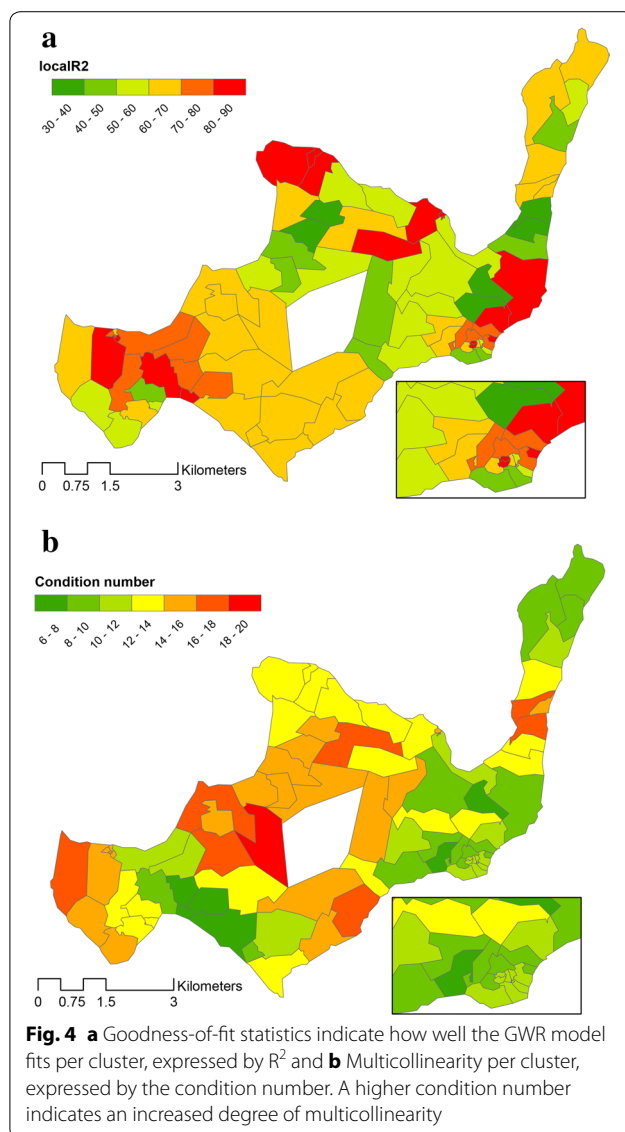 a
localR2
30 - 40
40 - 50
50 - 60
60 - 70
70 - 80
80 - 90
Kilometers
0 0.75 1.5 3
b
Condition number
6 - 8
8 - 10
10 - 12
12 - 14
14 - 16
16 - 18
18 - 20
Kilometers
0 0.75 1.5 3
Fig. 4 a Goodness-of-fit statistics indicate how well the GWR model
fits per cluster, expressed by R² and b Multicollinearity per cluster,
expressed by the condition number. A higher condition number
indicates an increased degree of multicollinearity